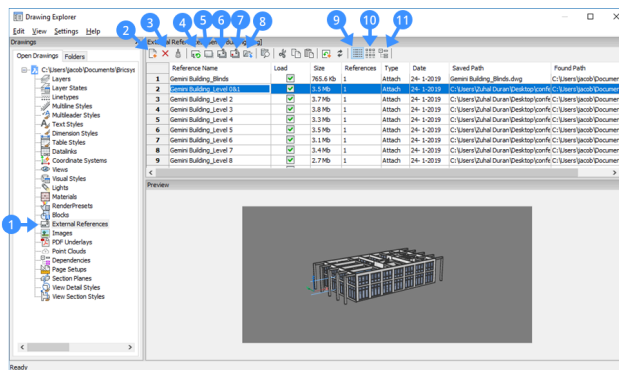 Drawing Explorer
Edit View Settings Help
2 3 4 5 6 7 8 9 10 11
Drawings
Open Drawings Folders
C:\Users\jacob\Documents\Bricsys
Layers
Layer States
Linetypes
Multiline Styles
Multileader Styles
Text Styles
Dimension Styles
Table Styles
Datalinks
Coordinate Systems
Views
Visual Styles
Lights
Materials
RenderPresets
Blocks
1
External References
Images
PDF Underlays
Point Clouds
Dependencies
Page Setups
Section Planes
View Detail Styles
View Section Styles
Reference Name Load Size References Type Date Saved Path Found Path
1 Gemini Building_Blinds 765.6 Kb 1 Attach 24- 1-2019 Gemini Building_Blinds.dwg C:\Users\jacob\Documen
2 Gemini Building_Level 0&1 3.5 Mb 1 Attach 24- 1-2019 C:\Users\Zuhal Duran\Desktop\confe C:\Users\jacob\Documen
3 Gemini Building_Level 2 3.7 Mb 1 Attach 24- 1-2019 C:\Users\Zuhal Duran\Desktop\confe C:\Users\jacob\Documen
4 Gemini Building_Level 3 3.8 Mb 1 Attach 24- 1-2019 C:\Users\Zuhal Duran\Desktop\confe C:\Users\jacob\Documen
5 Gemini Building_Level 4 3.3 Mb 1 Attach 24- 1-2019 C:\Users\Zuhal Duran\Desktop\confe C:\Users\jacob\Documen
6 Gemini Building_Level 5 3.5 Mb 1 Attach 24- 1-2019 C:\Users\Zuhal Duran\Desktop\confe C:\Users\jacob\Documen
7 Gemini Building_Level 6 3.1 Mb 1 Attach 24- 1-2019 C:\Users\Zuhal Duran\Desktop\confe C:\Users\jacob\Documen
8 Gemini Building_Level 7 3.4 Mb 1 Attach 24- 1-2019 C:\Users\Zuhal Duran\Desktop\confe C:\Users\jacob\Documen
9 Gemini Building_Level 8 2.7 Mb 1 Attach 24- 1-2019 C:\Users\Zuhal Duran\Desktop\confe C:\Users\jacob\Documen
Preview
Ready